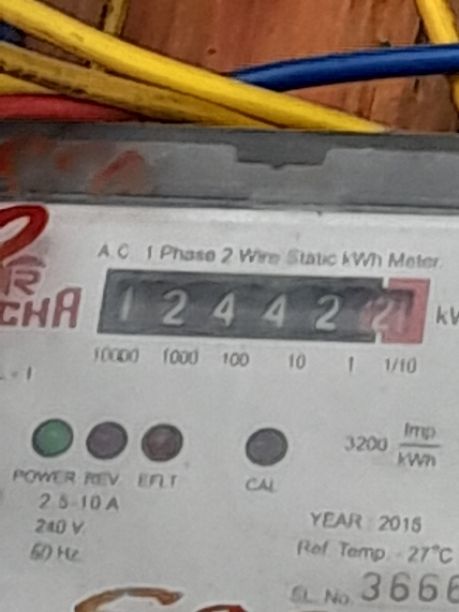 A.C. 1 Phase 2 Wire Static kWh Meter.
CHA
1 2 4 4 2 2
10000 1000 100 10 1 1/10
3200 Imp/kWh
POWER REV. EFLT CAL
2.5-10 A
240 V.
50 Hz.
YEAR : 2015
Ref. Temp. - 27°C
SL. No. 3666